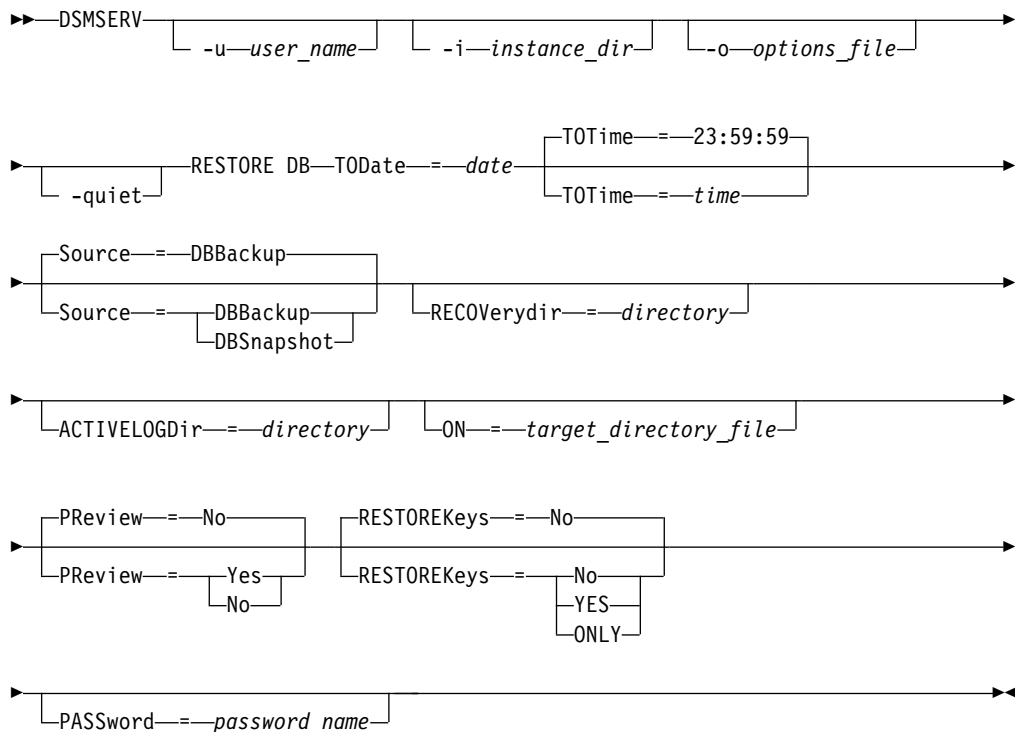 DSMSERV
-u user_name -i instance_dir -o options_file
TOTime = 23:59:59
-quiet RESTORE DB TODate = date TOTime = time
Source = DBBackup
Source = DBBackup
DBSnapshot
RECOVerydir = directory
ACTIVELOGDir = directory ON = target_directory_file
PReview = No RESTOREKeys = No
PReview = Yes
No
RESTOREKeys = No
YES
ONLY
PASSword = password name